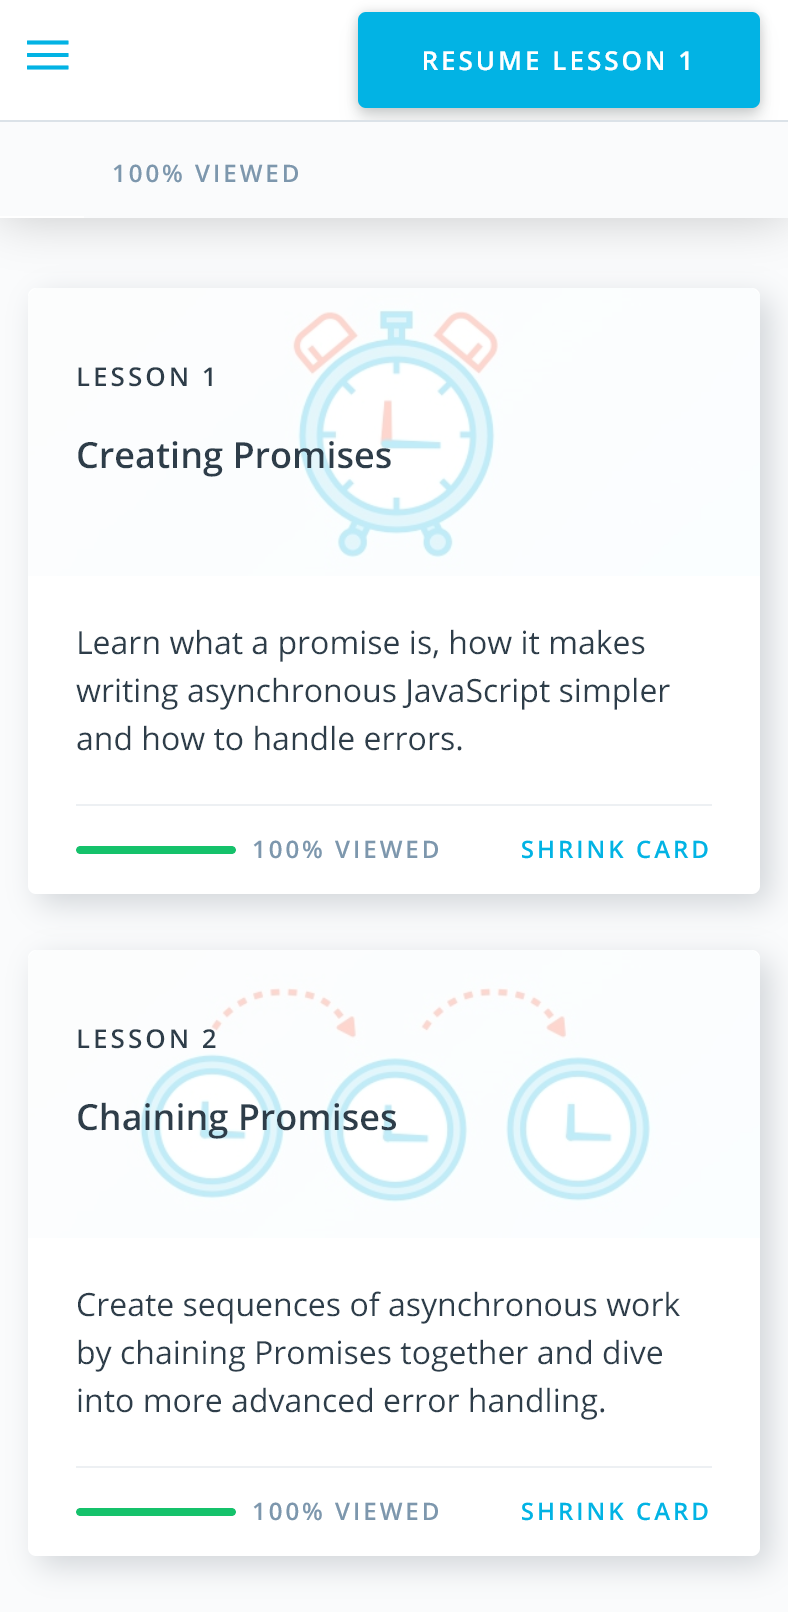 RESUME LESSON 1
100% VIEWED
LESSON 1
Creating Promises
Learn what a promise is, how it makes
writing asynchronous JavaScript simpler
and how to handle errors.
100% VIEWED
SHRINK CARD
LESSON 2
Chaining Promises
Create sequences of asynchronous work
by chaining Promises together and dive
into more advanced error handling.
100% VIEWED
SHRINK CARD